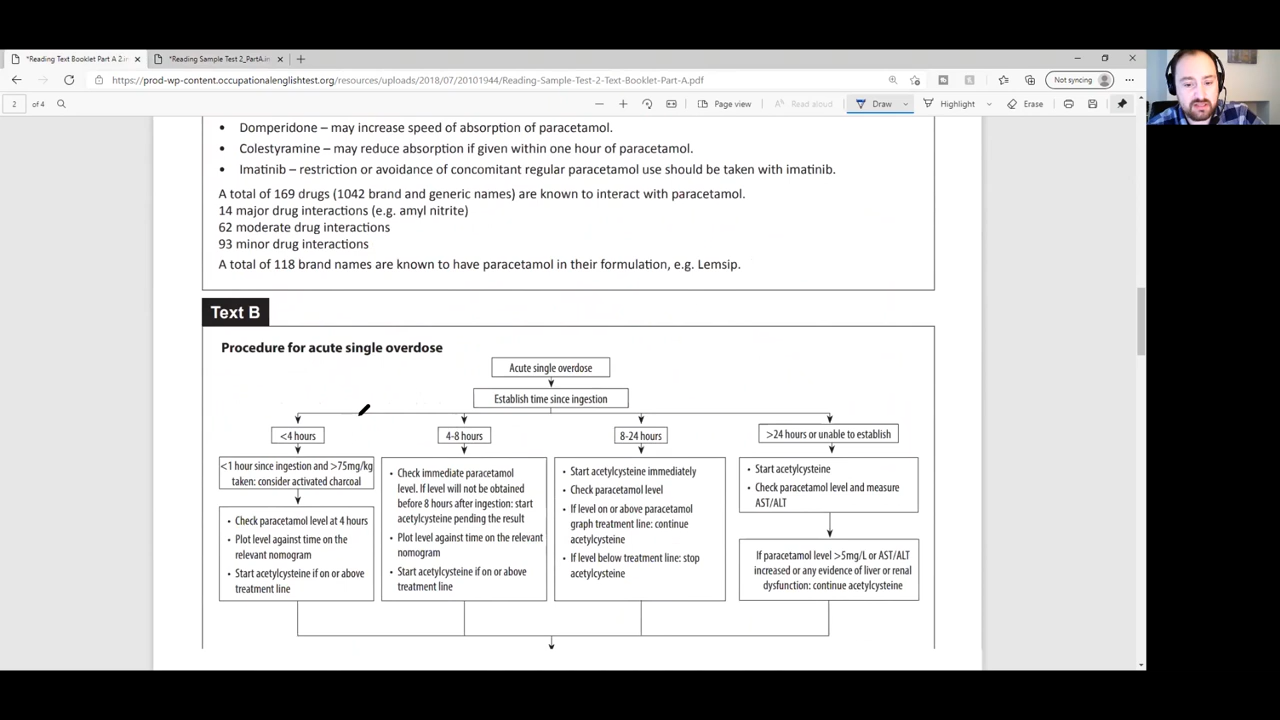 *Reading Text Booklet Part A 2.in
*Reading Sample Test 2_PartA.in
https://prod-wp-content.occupationalenglishtest.org/resources/uploads/2018/07/20101944/Reading-Sample-Test-2-Text-Booklet-Part-A.pdf
Not syncing
2 of 4
Page view
Read aloud
Draw
Highlight
Erase
• Domperidone – may increase speed of absorption of paracetamol.
• Colestyramine – may reduce absorption if given within one hour of paracetamol.
• Imatinib – restriction or avoidance of concomitant regular paracetamol use should be taken with imatinib.
A total of 169 drugs (1042 brand and generic names) are known to interact with paracetamol.
14 major drug interactions (e.g. amyl nitrite)
62 moderate drug interactions
93 minor drug interactions
A total of 118 brand names are known to have paracetamol in their formulation, e.g. Lemsip.
Text B
Procedure for acute single overdose
Acute single overdose
Establish time since ingestion
<4 hours
<1 hour since ingestion and >75mg/kg
taken: consider activated charcoal
• Check paracetamol level at 4 hours
• Plot level against time on the
relevant nomogram
• Start acetylcysteine if on or above
treatment line
4-8 hours
• Check immediate paracetamol
level. If level will not be obtained
before 8 hours after ingestion: start
acetylcysteine pending the result
• Plot level against time on the relevant
nomogram
• Start acetylcysteine if on or above
treatment line
8-24 hours
• Start acetylcysteine immediately
• Check paracetamol level
• If level on or above paracetamol
graph treatment line: continue
acetylcysteine
• If level below treatment line: stop
acetylcysteine
>24 hours or unable to establish
• Start acetylcysteine
• Check paracetamol level and measure
AST/ALT
If paracetamol level >5mg/L or AST/ALT
increased or any evidence of liver or renal
dysfunction: continue acetylcysteine